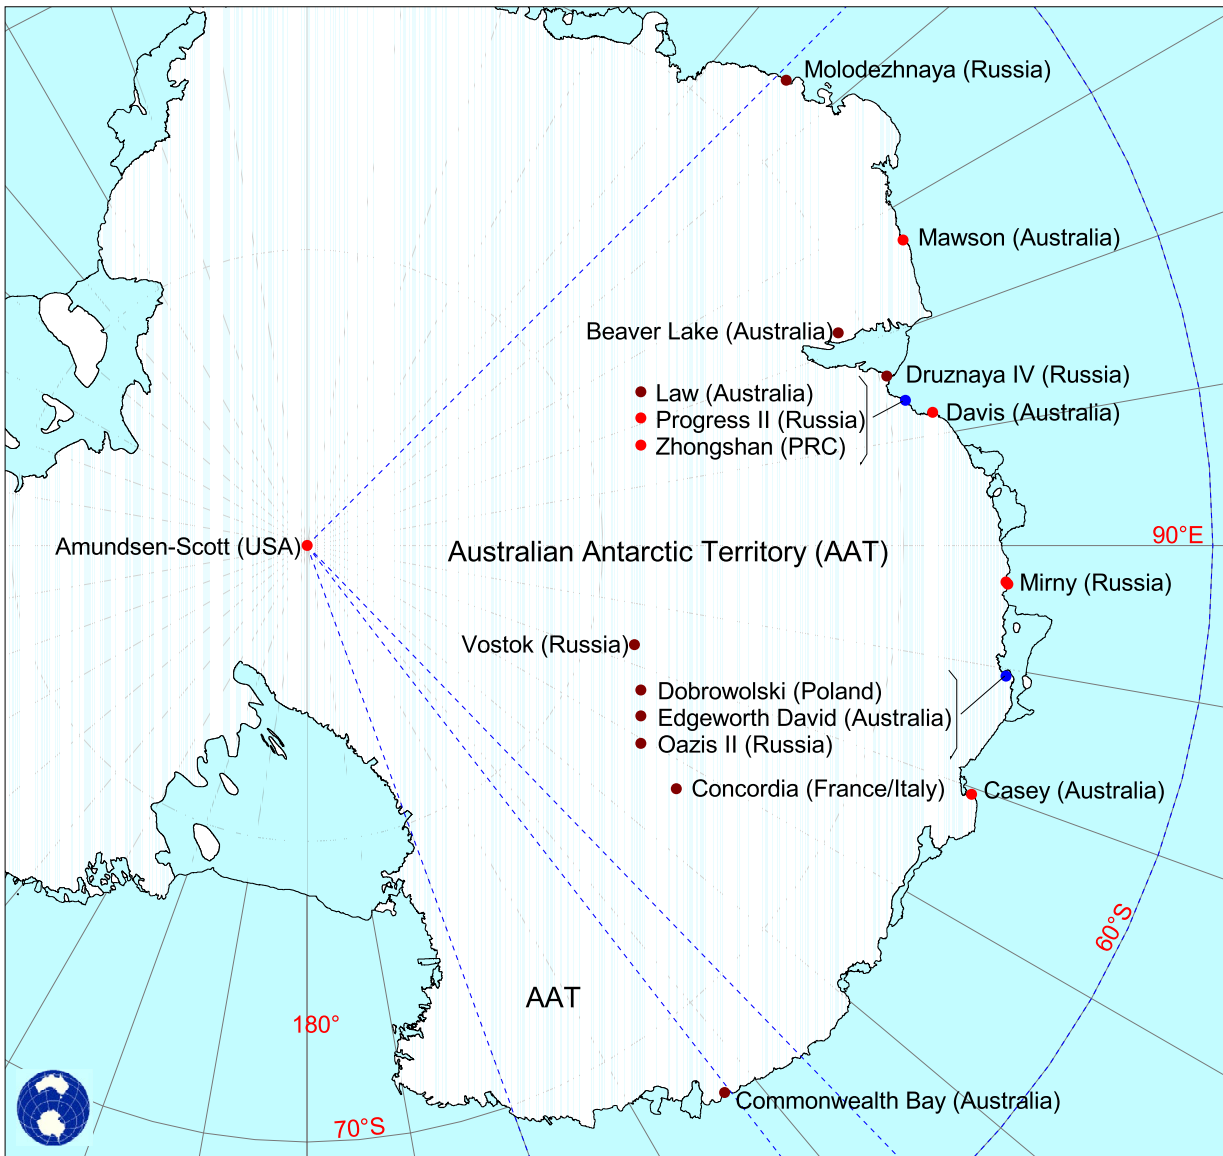 Molodezhnaya (Russia)
Mawson (Australia)
Beaver Lake (Australia)
Druznaya IV (Russia)
Law (Australia)
Davis (Australia)
Progress II (Russia)
Zhongshan (PRC)
90°E
Amundsen-Scott (USA)
Australian Antarctic Territory (AAT)
Mirny (Russia)
Vostok (Russia)
Dobrowolski (Poland)
Edgeworth David (Australia)
Oazis II (Russia)
Concordia (France/Italy)
Casey (Australia)
60°S
AAT
180°
Commonwealth Bay (Australia)
70°S